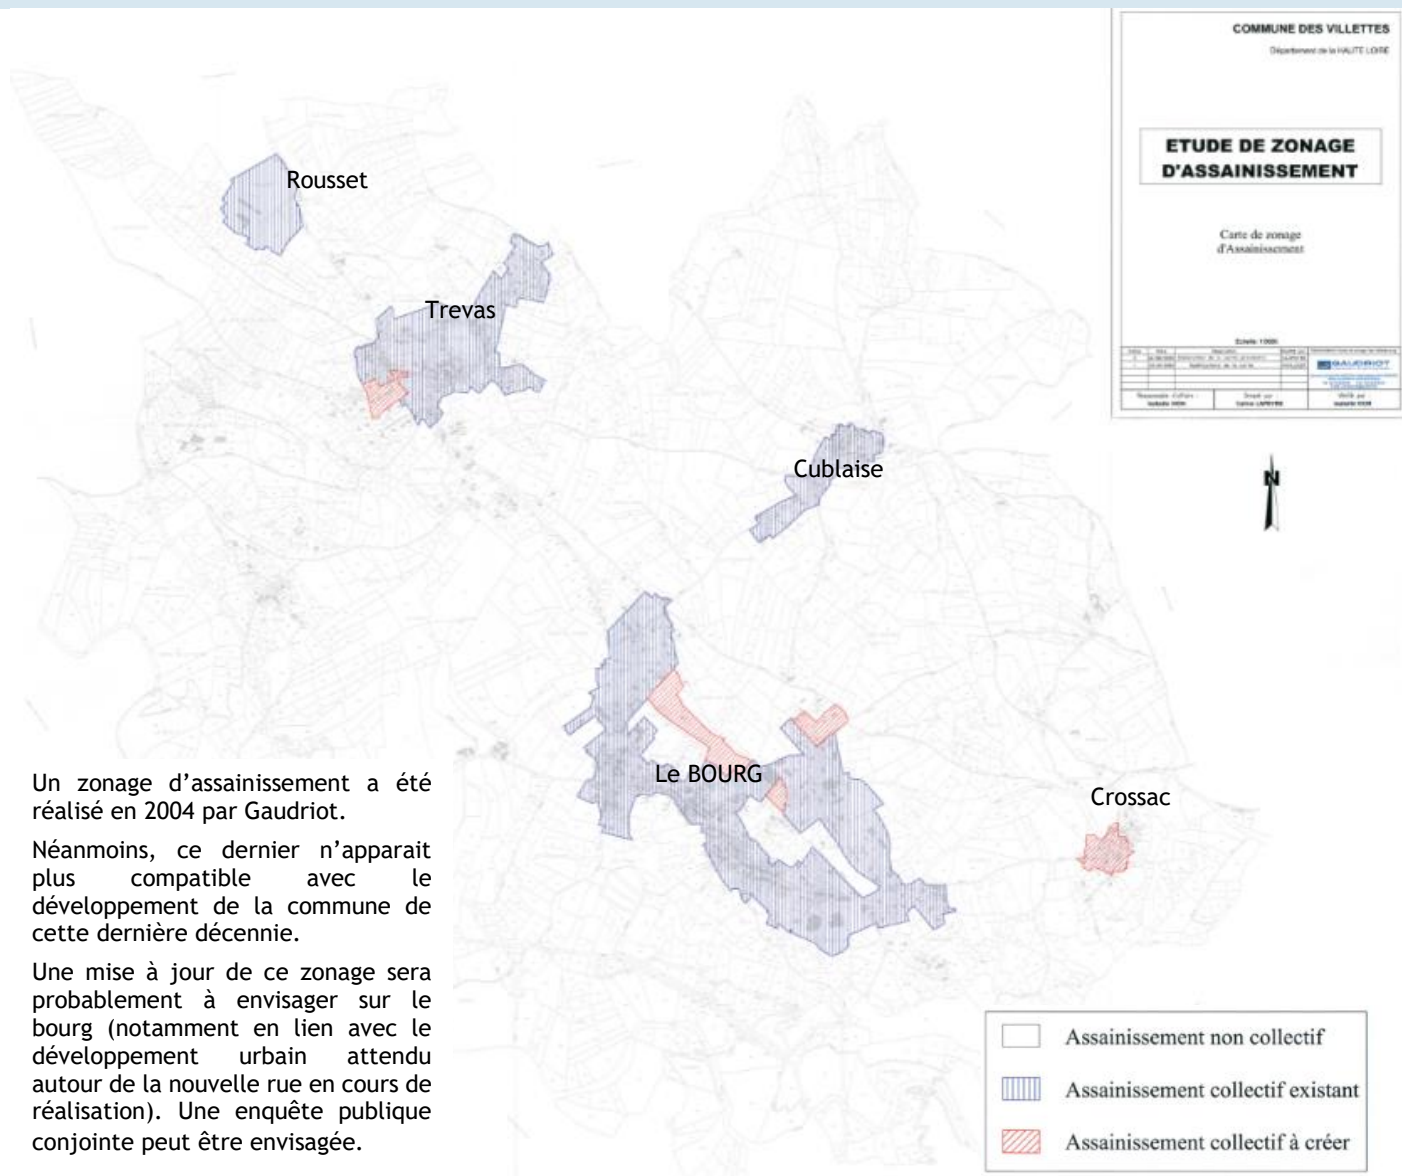 COMMUNE DES VILLETTES
Département de la HAUTE LOIRE
ETUDE DE ZONAGE
D'ASSAINISSEMENT
Carte de zonage
d'Assainissement
GAUDRIOT
Rousset
Trevas
Cublaise
N
Le BOURG
Crossac
Un zonage d’assainissement a été
réalisé en 2004 par Gaudriot.
Néanmoins, ce dernier n’apparait
plus compatible avec le
développement de la commune de
cette dernière décennie.
Une mise à jour de ce zonage sera
probablement à envisager sur le
bourg (notamment en lien avec le
développement urbain attendu
autour de la nouvelle rue en cours de
réalisation). Une enquête publique
conjointe peut être envisagée.
Assainissement non collectif
Assainissement collectif existant
Assainissement collectif à créer